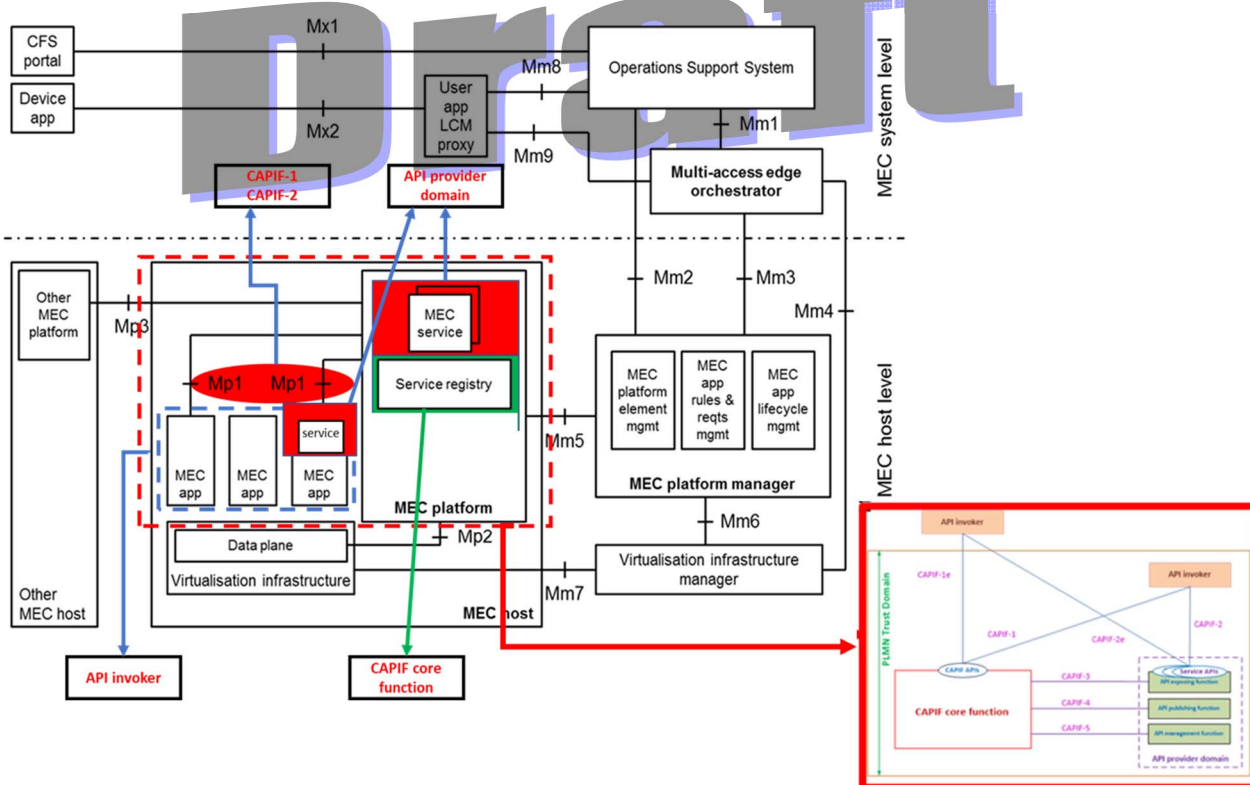 Draft
CFS
portal
Mx1
Operations Support System
Mm8
Device
app
Mx2
User
app
LCM
proxy
Mm9
Mm1
MEC system level
CAPIF-1
CAPIF-2
API provider
domain
Multi-access edge
orchestrator
Mm2
Mm3
Mm4
Other
MEC
platform
Mp3
MEC
service
Service registry
Mp1
Mp1
service
MEC
app
MEC
app
MEC
app
MEC platform
Mm5
MEC
platform
element
mgmt
MEC
app
rules &
reqts
mgmt
MEC
app
lifecycle
mgmt
MEC platform manager
MEC host level
Mp2
Mm6
Data plane
Virtualisation infrastructure
Mm7
Virtualisation infrastructure
manager
Other
MEC host
MEC host
API invoker
CAPIF core
function
API invoker
PLMN Trust Domain
CAPIF-1e
API invoker
CAPIF-1
CAPIF-2e
CAPIF-2
CAPIF APIs
Service APIs
CAPIF core function
CAPIF-3
API exposing function
CAPIF-4
API publishing function
CAPIF-5
API management function
API provider domain